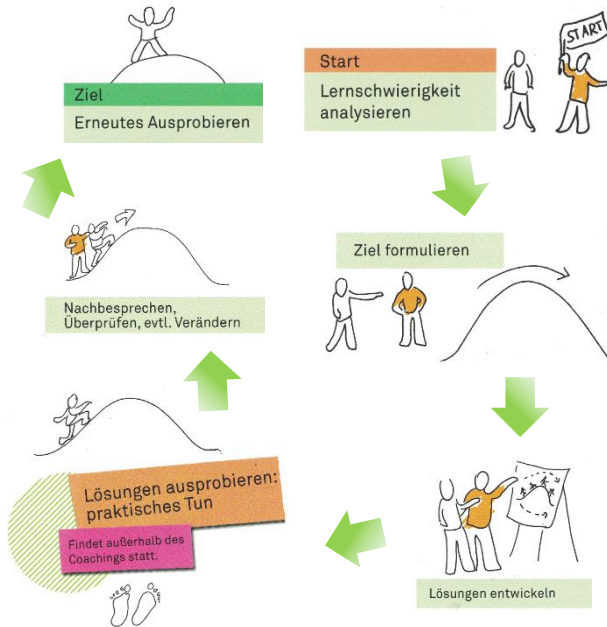 START
Start
Lernschwierigkeit
analysieren
Ziel formulieren
Lösungen entwickeln
Lösungen ausprobieren:
praktisches Tun
Findet außerhalb des
Coachings statt.
Nachbesprechen,
Überprüfen, evtl. Verändern
Ziel
Erneutes Ausprobieren